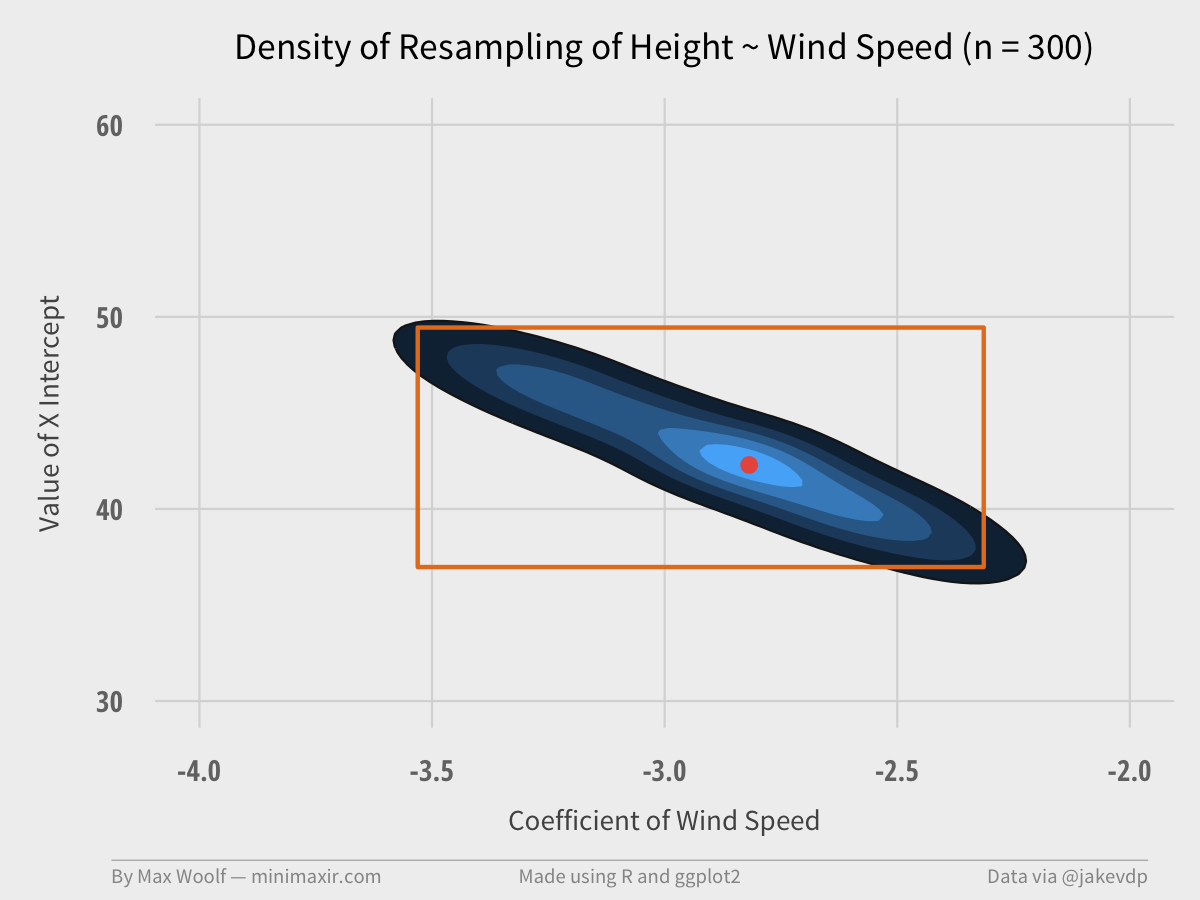 Density of Resampling of Height ~ Wind Speed (n = 300)
60
50
40
30
Value of X Intercept
-4.0 -3.5 -3.0 -2.5 -2.0
Coefficient of Wind Speed
By Max Woolf — minimaxir.com Made using R and ggplot2 Data via @jakevdp